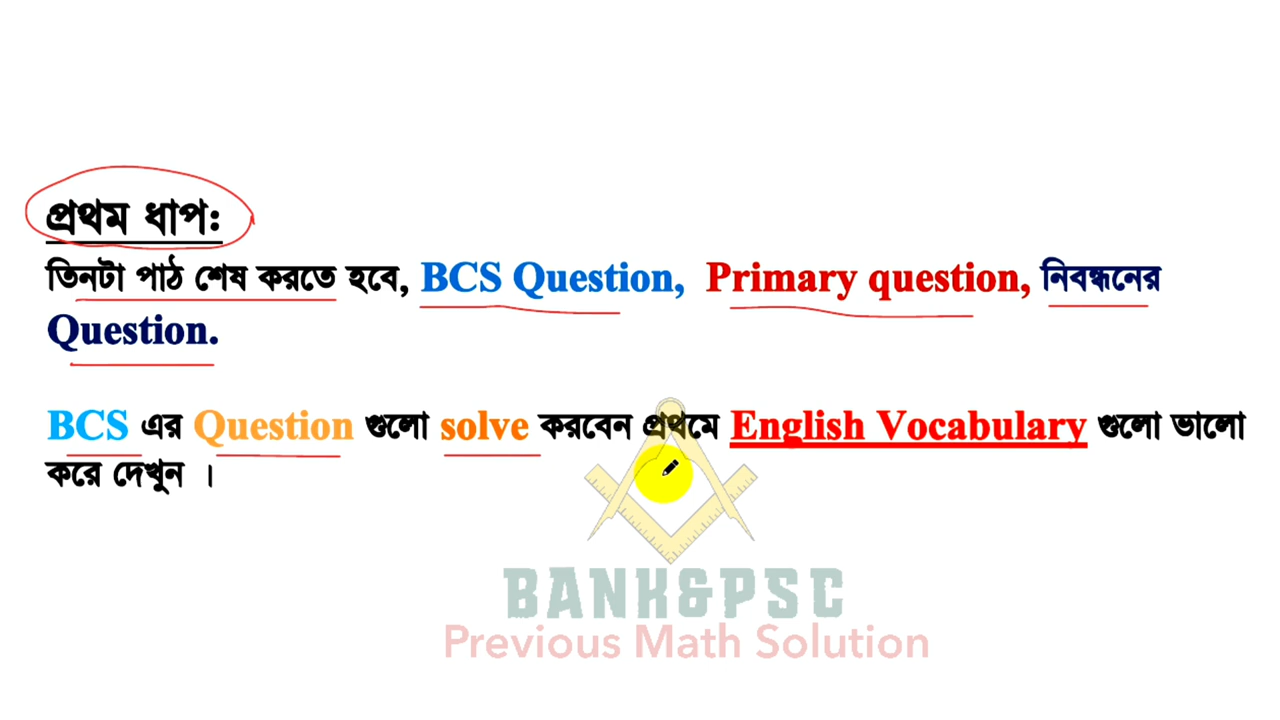 প্রথম ধাপঃ
তিনটা পাঠ শেষ করতে হবে, BCS Question, Primary question, নিবন্ধনের
Question.
BCS এর Question গুলো solve করবেন প্রথমে English Vocabulary গুলো ভালো
করে দেখুন ।
BANK&PSC
Previous Math Solution